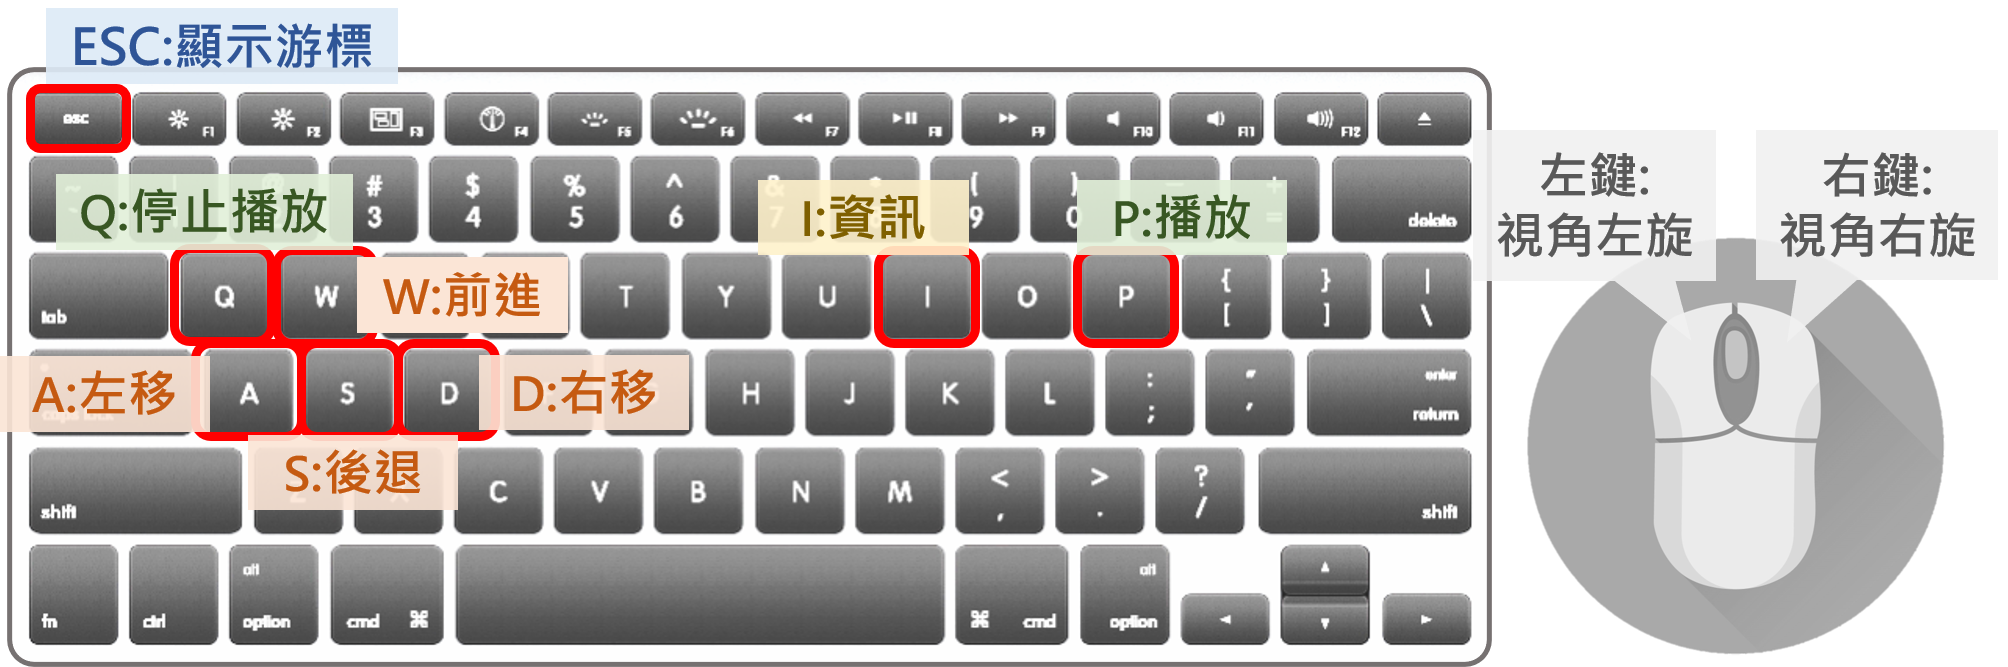 ESC:顯示游標
esc
F1
F2
F3
F4
F5
F6
F7
F8
F9
F10
F11
F12
~
#
3
$
4
%
5
^
6
&
7
*
(
9
)
0
+
=
delete
Q:停止播放
I:資訊
P:播放
左鍵:
視角左旋
右鍵:
視角右旋
tab
Q
W
W:前進
T
Y
U
I
O
P
{
[
}
]
|
\
A:左移
A
S
D
D:右移
H
J
K
L
:
;
"
'
enter
return
S:後退
shift
C
V
B
N
M
<
,
>
.
?
/
shift
fn
ctrl
alt
option
cmd ⌘
⌘ cmd
alt
option